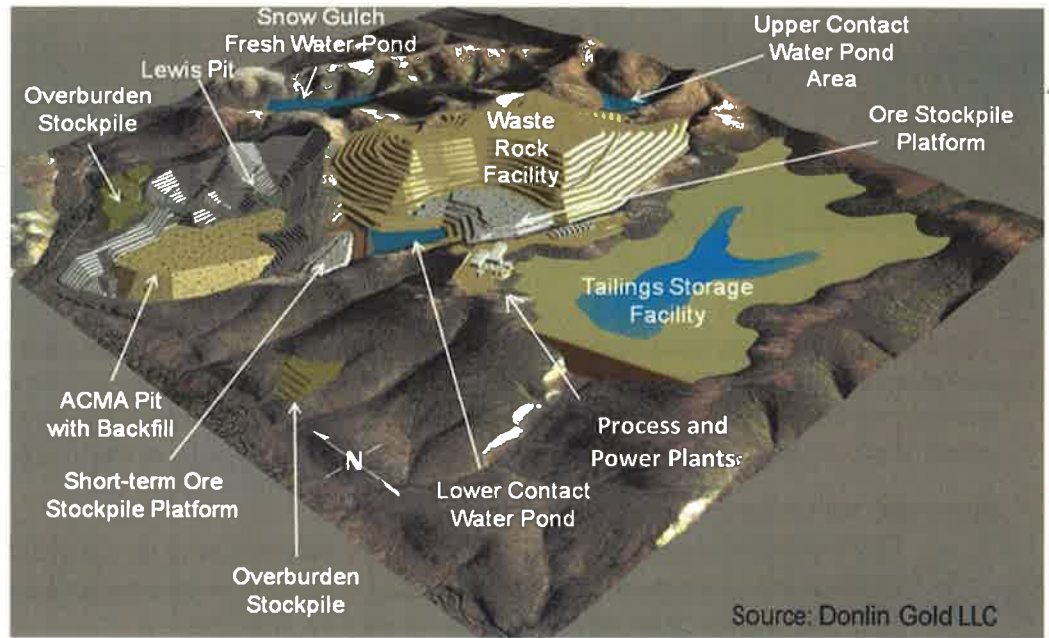 Snow Gulch
Fresh Water Pond
Lewis Pit
Overburden
Stockpile
Upper Contact
Water Pond
Area
Ore Stockpile
Platform
Waste
Rock
Facility
Tailings Storage
Facility
ACMA Pit
with Backfill
Short-term Ore
Stockpile Platform
N
Process and
Power Plants
Lower Contact
Water Pond
Overburden
Stockpile
Source: Donlin Gold LLC